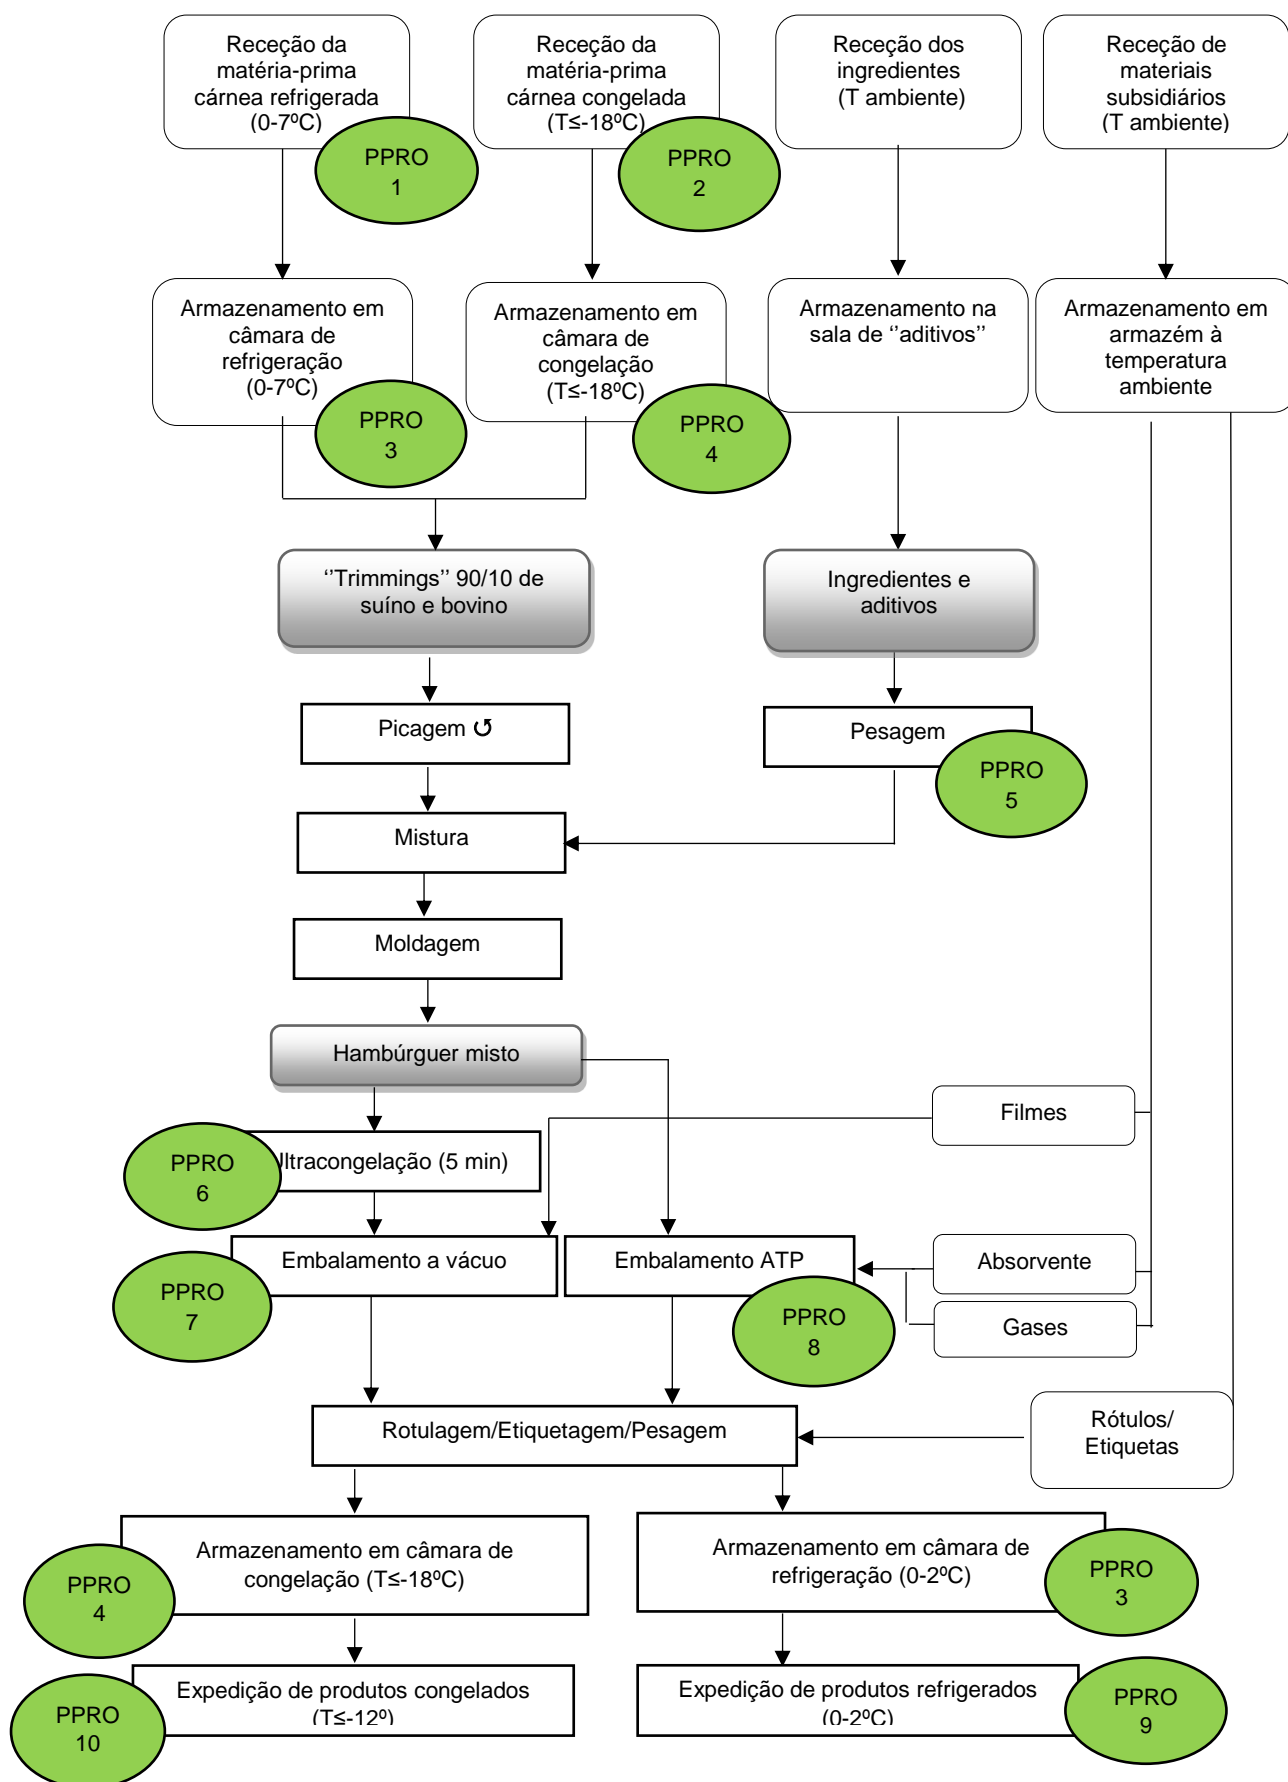 Receção da
matéria-prima
cárnea refrigerada
(0-7ºC)
Receção da
matéria-prima
cárnea congelada
(T≤-18ºC)
Receção dos
ingredientes
(T ambiente)
Receção de
materiais
subsidiários
(T ambiente)
PPRO
1
PPRO
2
Armazenamento em
câmara de
refrigeração
(0-7ºC)
Armazenamento em
câmara de
congelação
(T≤-18ºC)
Armazenamento na
sala de ‘’aditivos’’
Armazenamento em
armazém à
temperatura
ambiente
PPRO
3
PPRO
4
‘’Trimmings’’ 90/10 de
suíno e bovino
Ingredientes e
aditivos
Picagem ↺
Pesagem
PPRO
5
Mistura
Moldagem
Hambúrguer misto
Filmes
PPRO
6
Ultracongelação (5 min)
Embalamento a vácuo
Embalamento ATP
Absorvente
PPRO
7
PPRO
8
Gases
Rotulagem/Etiquetagem/Pesagem
Rótulos/
Etiquetas
Armazenamento em câmara de
congelação (T≤-18ºC)
Armazenamento em câmara de
refrigeração (0-2ºC)
PPRO
4
PPRO
3
Expedição de produtos congelados
(T≤-12º)
Expedição de produtos refrigerados
(0-2ºC)
PPRO
10
PPRO
9